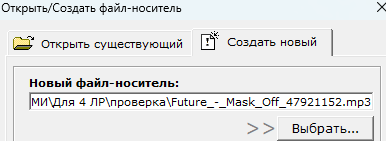 Открыть/Создать файл-носитель
Открыть существующий
Создать новый
Новый файл-носитель:
МИ\Для 4 ЛР\проверка\Future_-_Mask_Off_47921152.mp3
>> Выбрать...